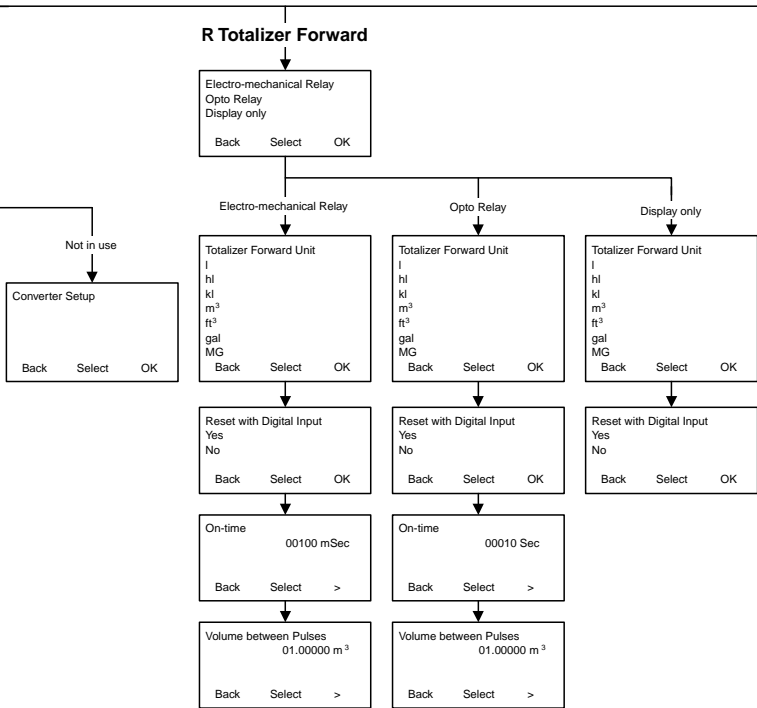 R Totalizer Forward
Electro-mechanical Relay
Opto Relay
Display only
Back Select OK
Not in use
Converter Setup
Back Select OK
Electro-mechanical Relay
Totalizer Forward Unit
l
hl
kl
m³
ft³
gal
MG
Back Select OK
Reset with Digital Input
Yes
No
Back Select OK
On-time
00100 mSec
Back Select >
Volume between Pulses
01.00000 m³
Back Select >
Opto Relay
Totalizer Forward Unit
l
hl
kl
m³
ft³
gal
MG
Back Select OK
Reset with Digital Input
Yes
No
Back Select OK
On-time
00010 Sec
Back Select >
Volume between Pulses
01.00000 m³
Back Select >
Display only
Totalizer Forward Unit
l
hl
kl
m³
ft³
gal
MG
Back Select OK
Reset with Digital Input
Yes
No
Back Select OK